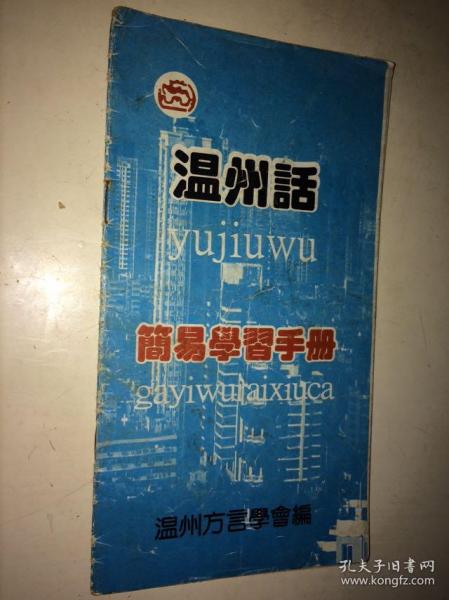 温州話
yujiuwu
簡易學習手册
gayiwuraixiuca
温州方言學會編
孔夫子旧书网
www.kongfz.com